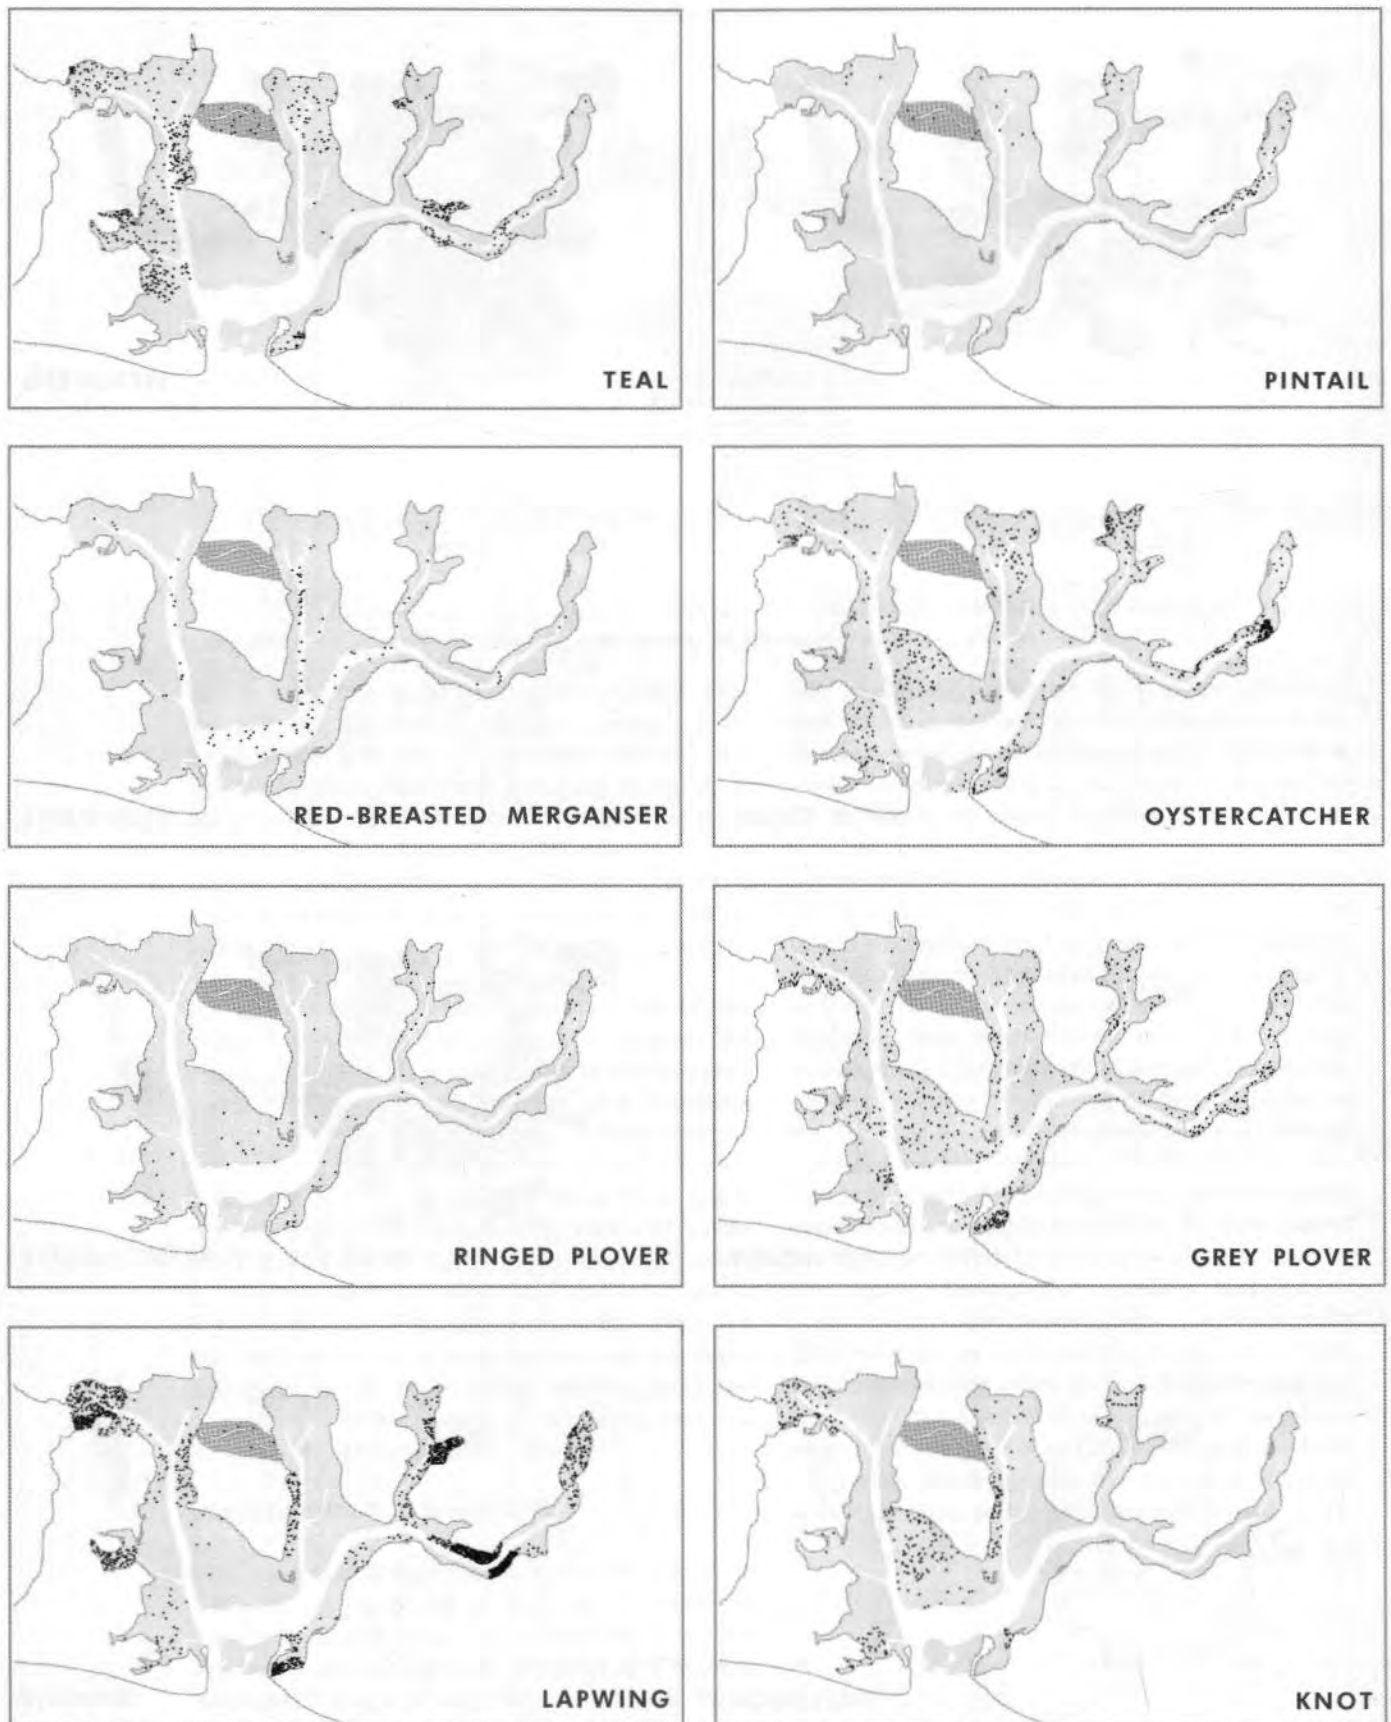 TEAL
PINTAIL
RED-BREASTED MERGANSER
OYSTERCATCHER
RINGED PLOVER
GREY PLOVER
LAPWING
KNOT